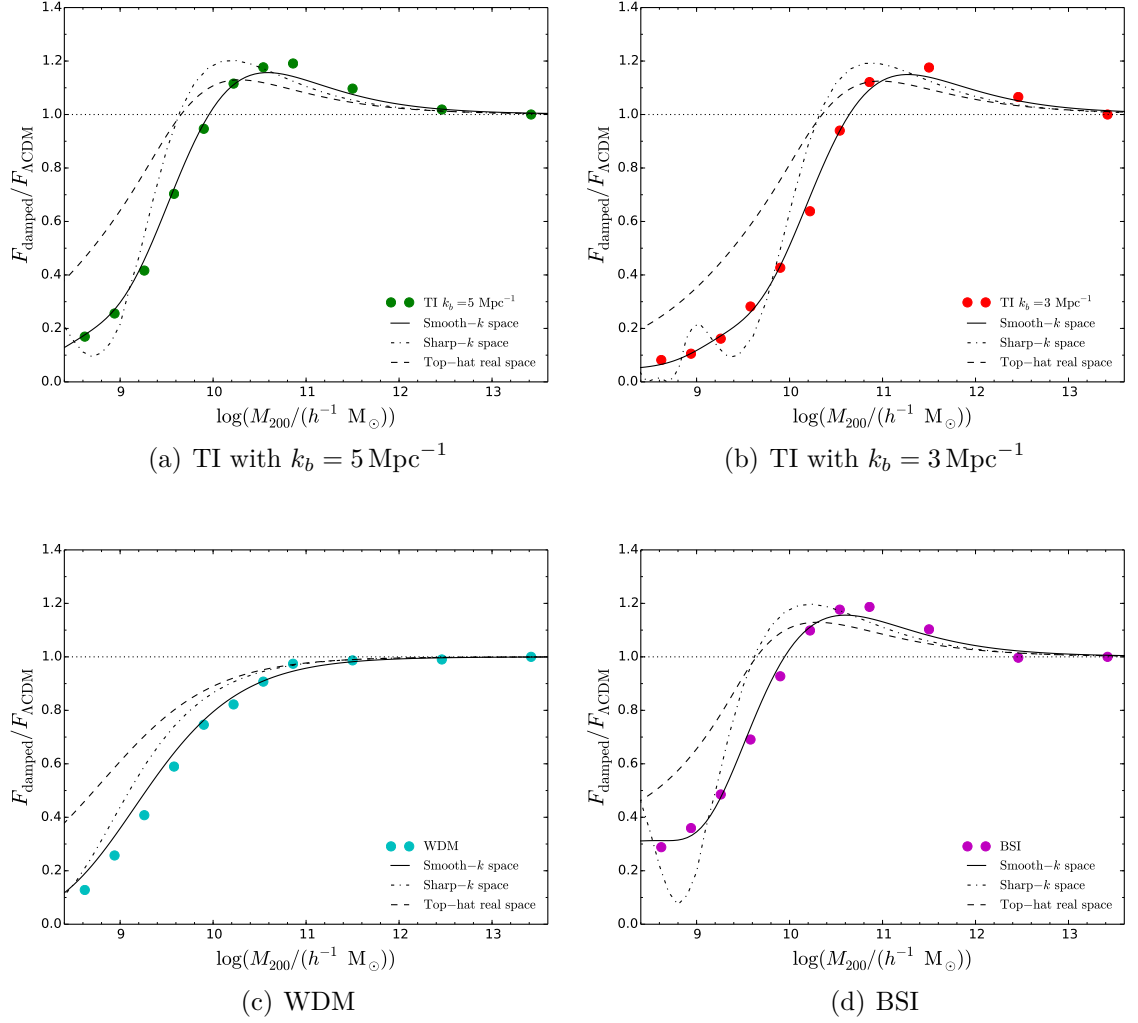 1.4
1.2
1.0
0.8
0.6
0.4
0.2
0.0
F_damped/F_ΛCDM
TI k_b =5 Mpc⁻¹
Smooth−k space
Sharp−k space
Top−hat real space
9 10 11 12 13
log(M₂₀₀/(h⁻¹ M_⊙))
(a) TI with k_b = 5 Mpc⁻¹
1.4
1.2
1.0
0.8
0.6
0.4
0.2
0.0
F_damped/F_ΛCDM
TI k_b =3 Mpc⁻¹
Smooth−k space
Sharp−k space
Top−hat real space
9 10 11 12 13
log(M₂₀₀/(h⁻¹ M_⊙))
(b) TI with k_b = 3 Mpc⁻¹
1.4
1.2
1.0
0.8
0.6
0.4
0.2
0.0
F_damped/F_ΛCDM
WDM
Smooth−k space
Sharp−k space
Top−hat real space
9 10 11 12 13
log(M₂₀₀/(h⁻¹ M_⊙))
(c) WDM
1.4
1.2
1.0
0.8
0.6
0.4
0.2
0.0
F_damped/F_ΛCDM
BSI
Smooth−k space
Sharp−k space
Top−hat real space
9 10 11 12 13
log(M₂₀₀/(h⁻¹ M_⊙))
(d) BSI